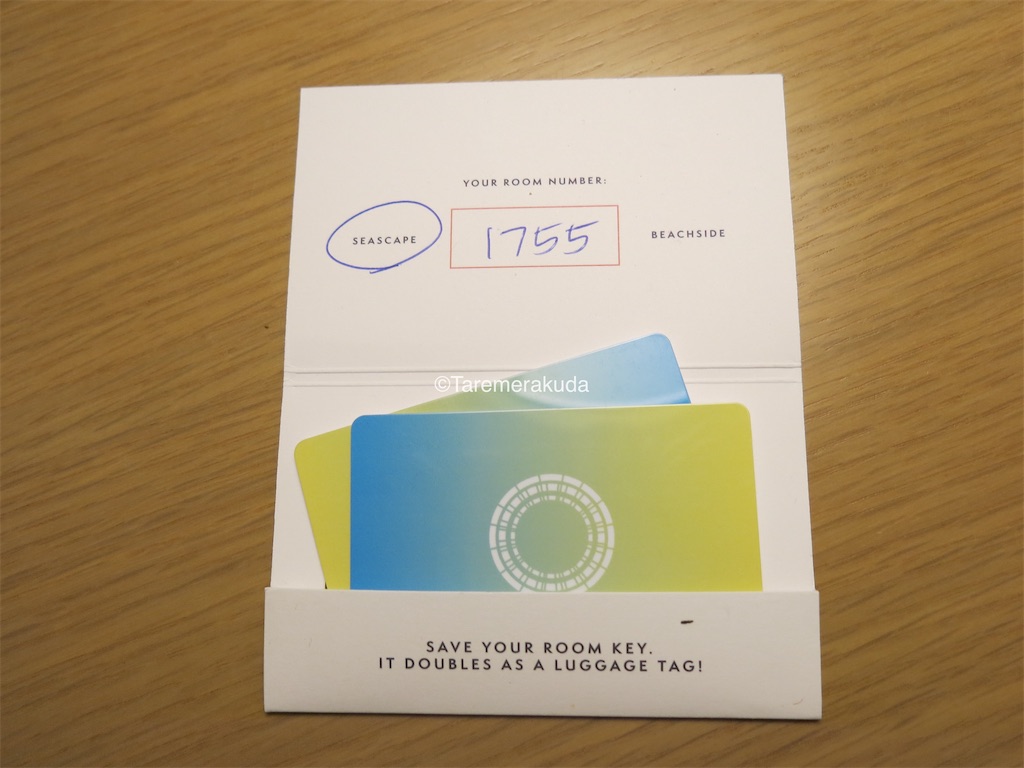 YOUR ROOM NUMBER:
SEASCAPE 1755 BEACHSIDE
©Taremerakuda
SAVE YOUR ROOM KEY.
IT DOUBLES AS A LUGGAGE TAG!